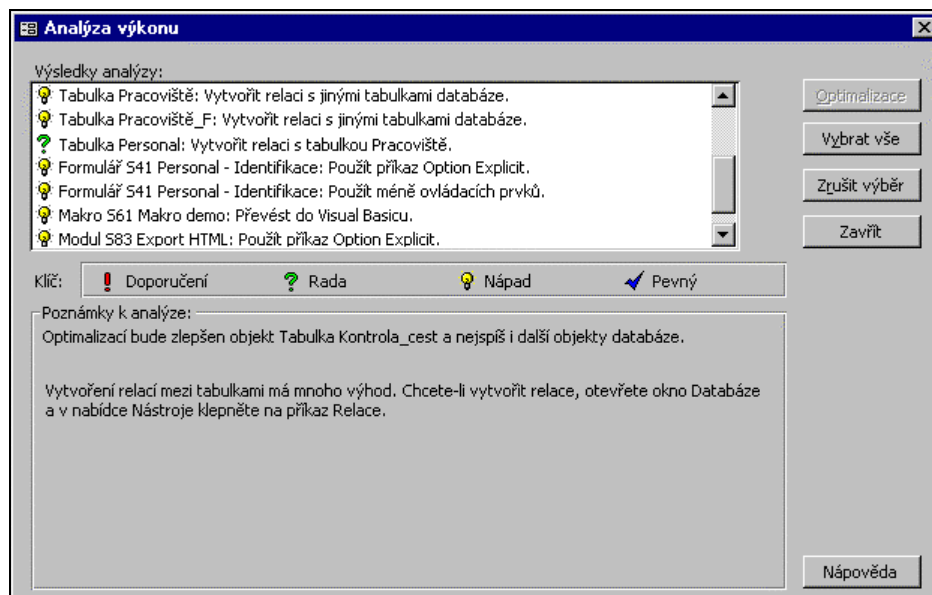 Analýza výkonu
Výsledky analýzy:
Tabulka Pracoviště: Vytvořit relaci s jinými tabulkami databáze.
Tabulka Pracoviště_F: Vytvořit relaci s jinými tabulkami databáze.
Tabulka Personal: Vytvořit relaci s tabulkou Pracoviště.
Formulář S41 Personal - Identifikace: Použít příkaz Option Explicit.
Formulář S41 Personal - Identifikace: Použít méně ovládacích prvků.
Makro S61 Makro demo: Převést do Visual Basicu.
Modul S83 Export HTML: Použít příkaz Option Explicit.
Optimalizace
Vybrat vše
Zrušit výběr
Zavřít
Klíč: Doporučení Rada Nápad Pevný
Poznámky k analýze:
Optimalizací bude zlepšen objekt Tabulka Kontrola_cest a nejspíš i další objekty databáze.
Vytvoření relací mezi tabulkami má mnoho výhod. Chcete-li vytvořit relace, otevřete okno Databáze
a v nabídce Nástroje klepněte na příkaz Relace.
Nápověda